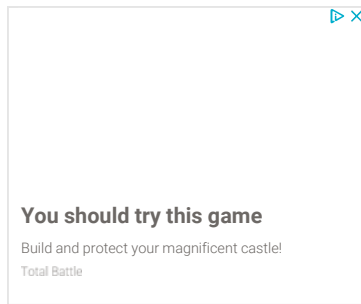 You should try this game
Build and protect your magnificent castle!
Total Battle